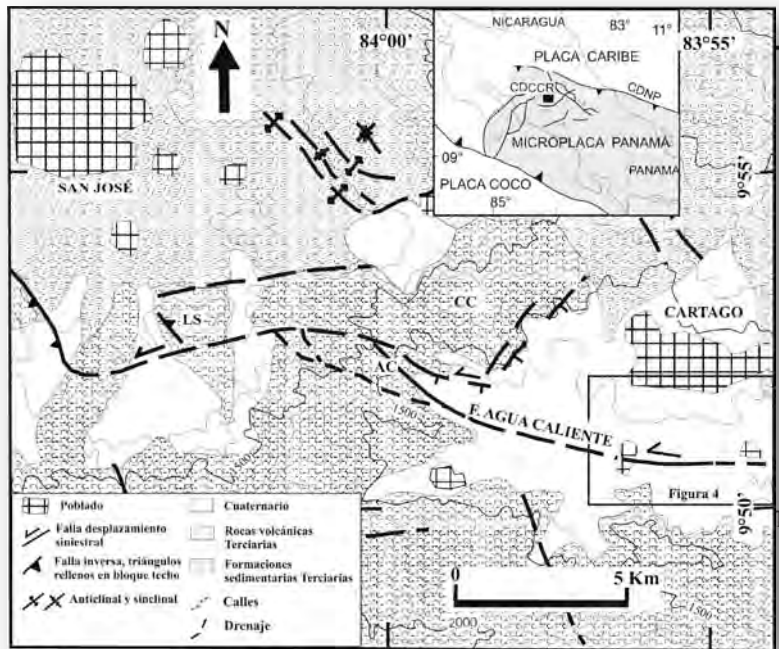 N
84°00'
83°55'
NICARAGUA
83°
11°
PLACA CARIBE
CDCCR
CDNP
MICROPLACA PANAMÁ
09°
PANAMA
PLACA COCO
85°
9°55'
SAN JOSÉ
CC
LS
CARTAGO
AC
F. AGUA CALIENTE
1500
1500
Figura 4
9°50'
Poblado
Falla desplazamiento
siniestral
Falla inversa, triángulos
rellenos en bloque techo
Anticlinal y sinclinal
Cuaternario
Rocas volcánicas
Terciarias
Formaciones
sedimentarias Terciarias
Calles
Drenaje
0
5 Km
1500
2000